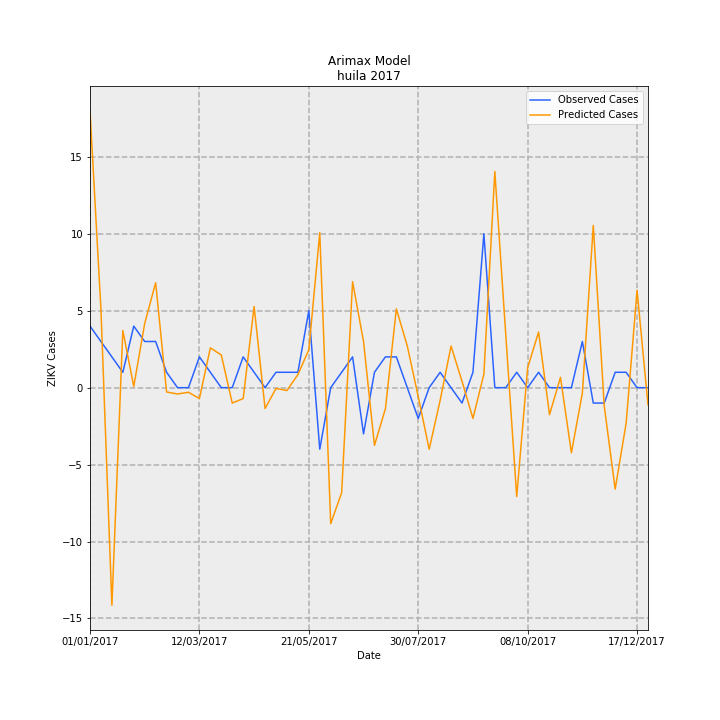 Arimax Model
huila 2017
Observed Cases
Predicted Cases
ZIKV Cases
15
10
5
0
−5
−10
−15
01/01/2017 12/03/2017 21/05/2017 30/07/2017 08/10/2017 17/12/2017
Date